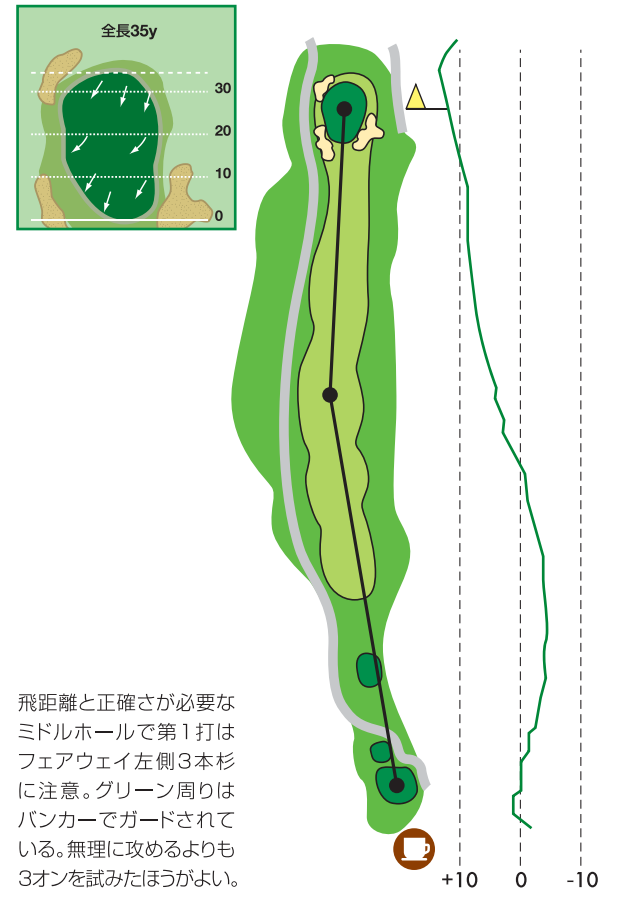 全長35y
30
20
10
0
飛距離と正確さが必要な
ミドルホールで第1打は
フェアウェイ左側3本杉
に注意。グリーン周りは
バンカーでガードされて
いる。無理に攻めるよりも
3オンを試みたほうがよい。
+10 0 -10